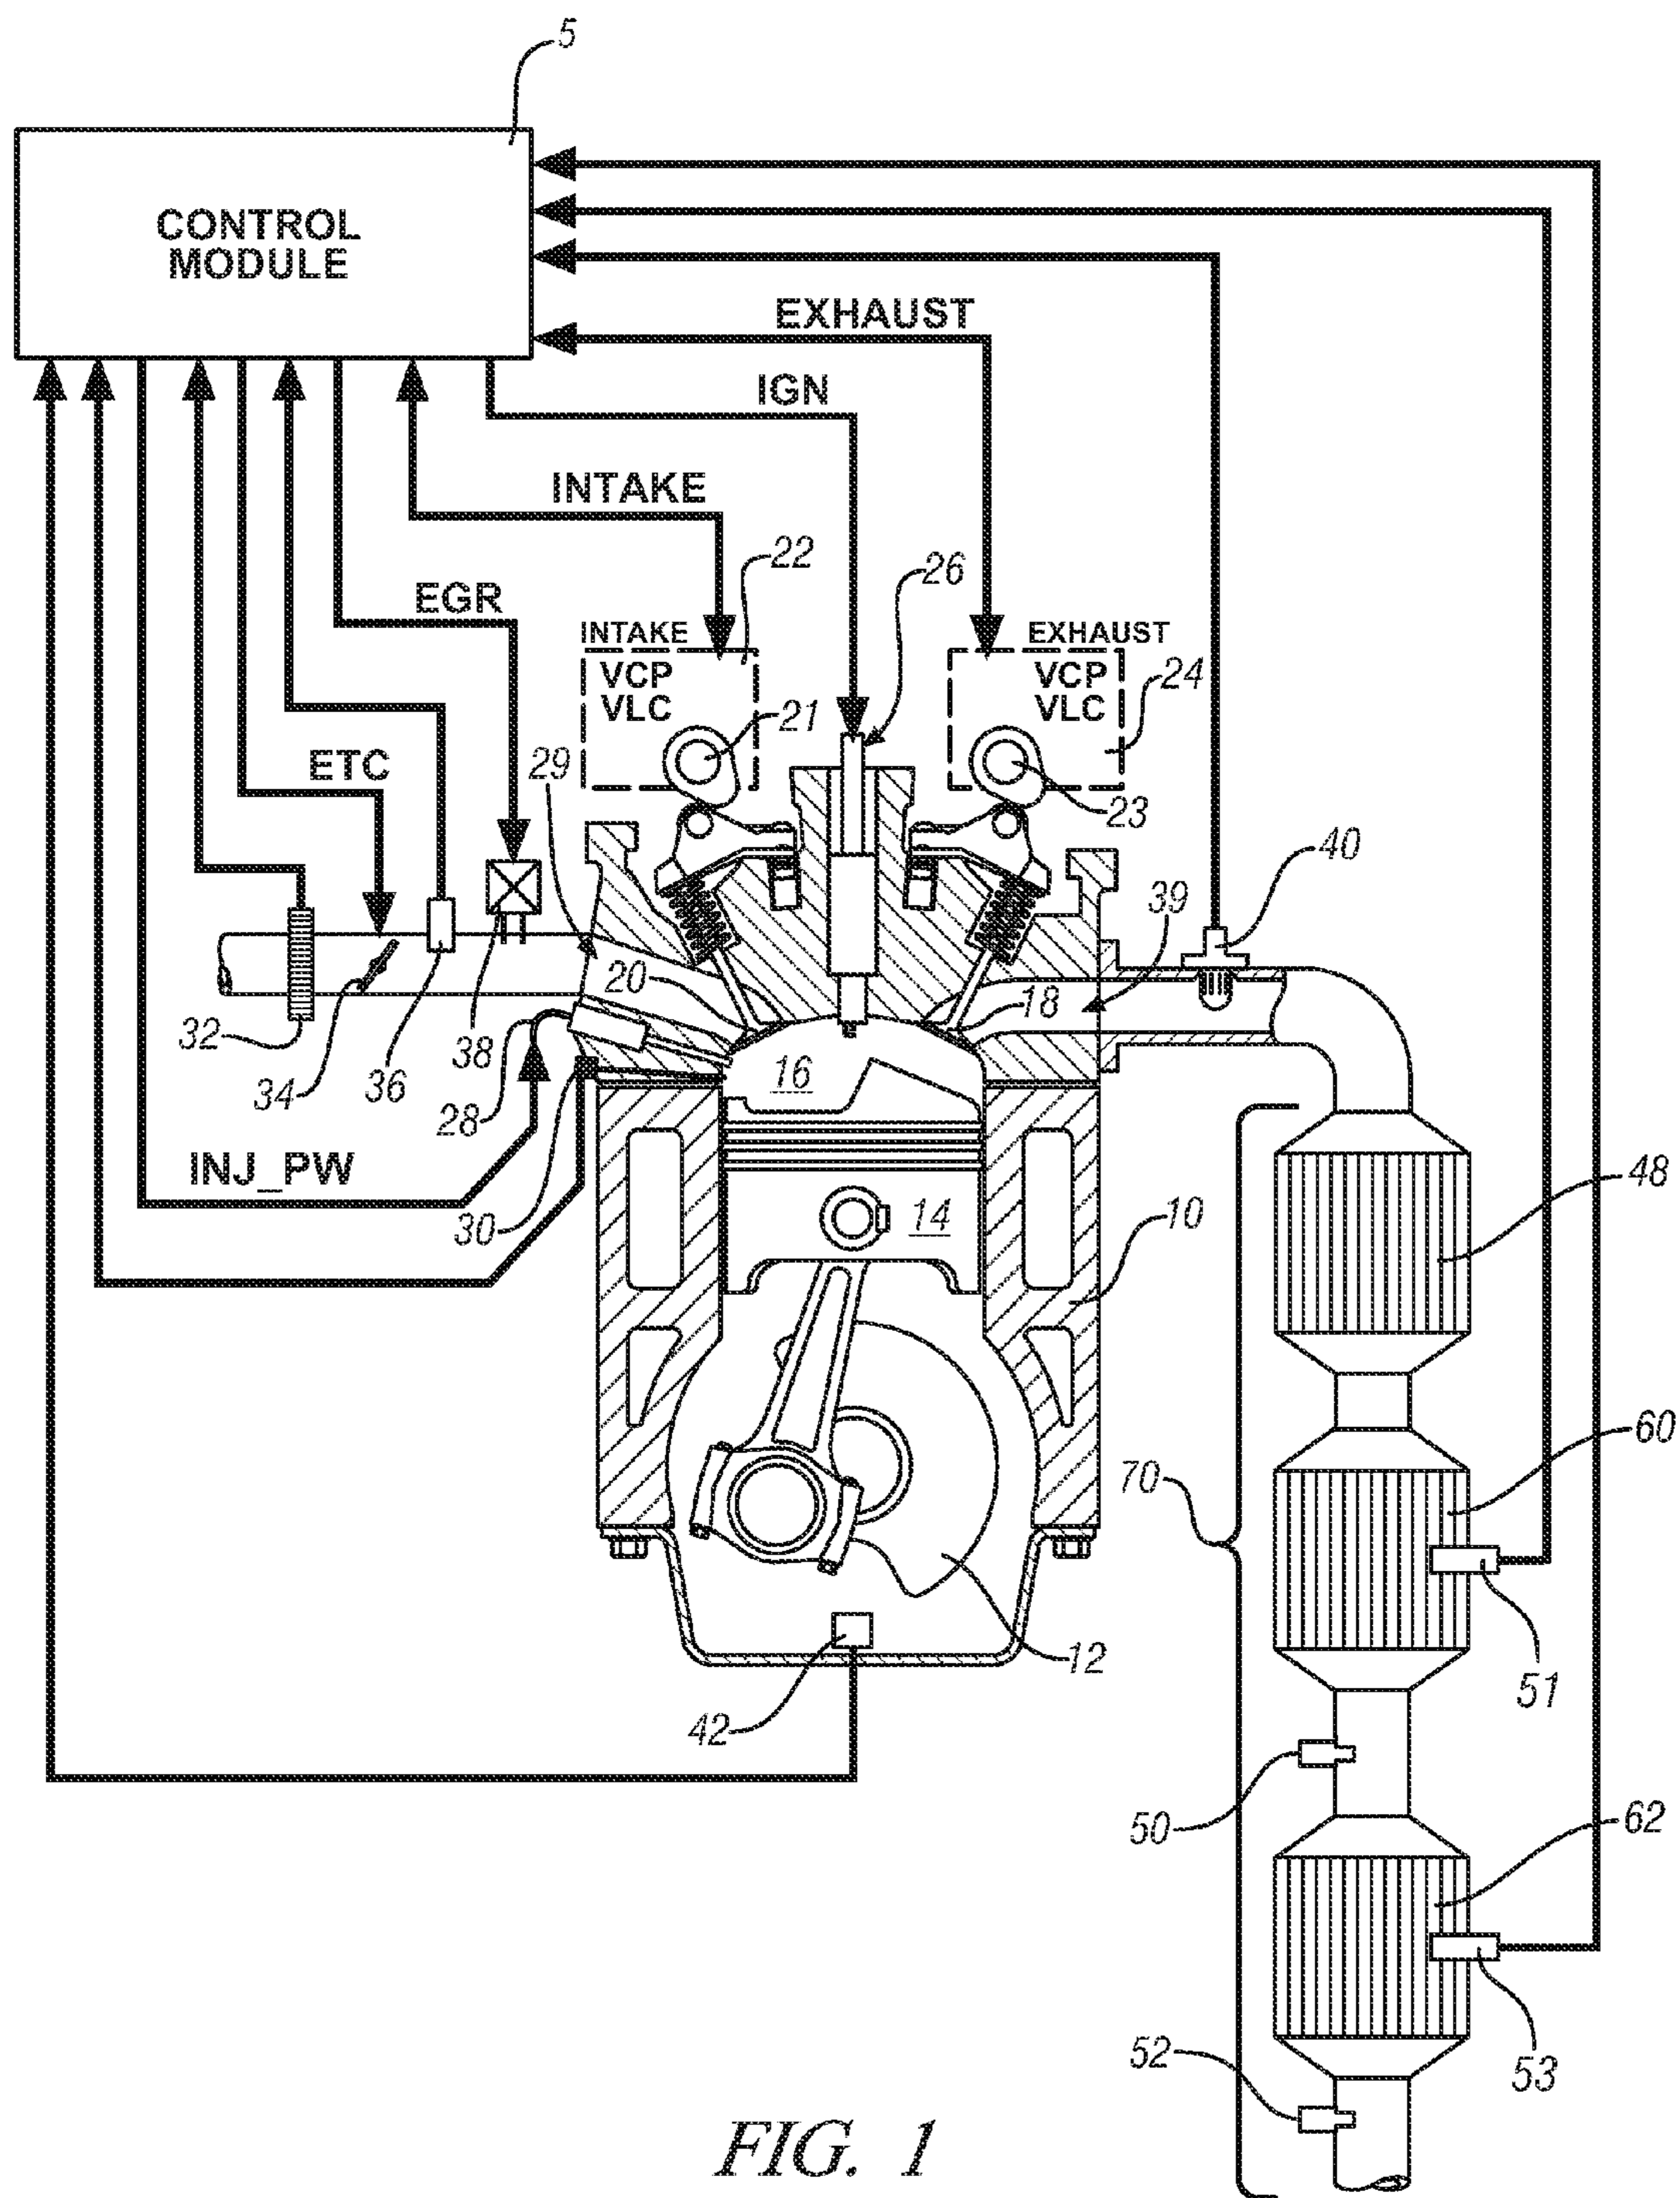 5
CONTROL
MODULE
EXHAUST
IGN
INTAKE
22
26
EGR
INTAKE
EXHAUST
VCP
VLC
VCP
VLC
24
21
ETC
29
23
40
39
20
18
32
38
16
34
36
28
INJ_PW
48
30
14
10
60
70
12
51
42
50
62
52
53
FIG. 1